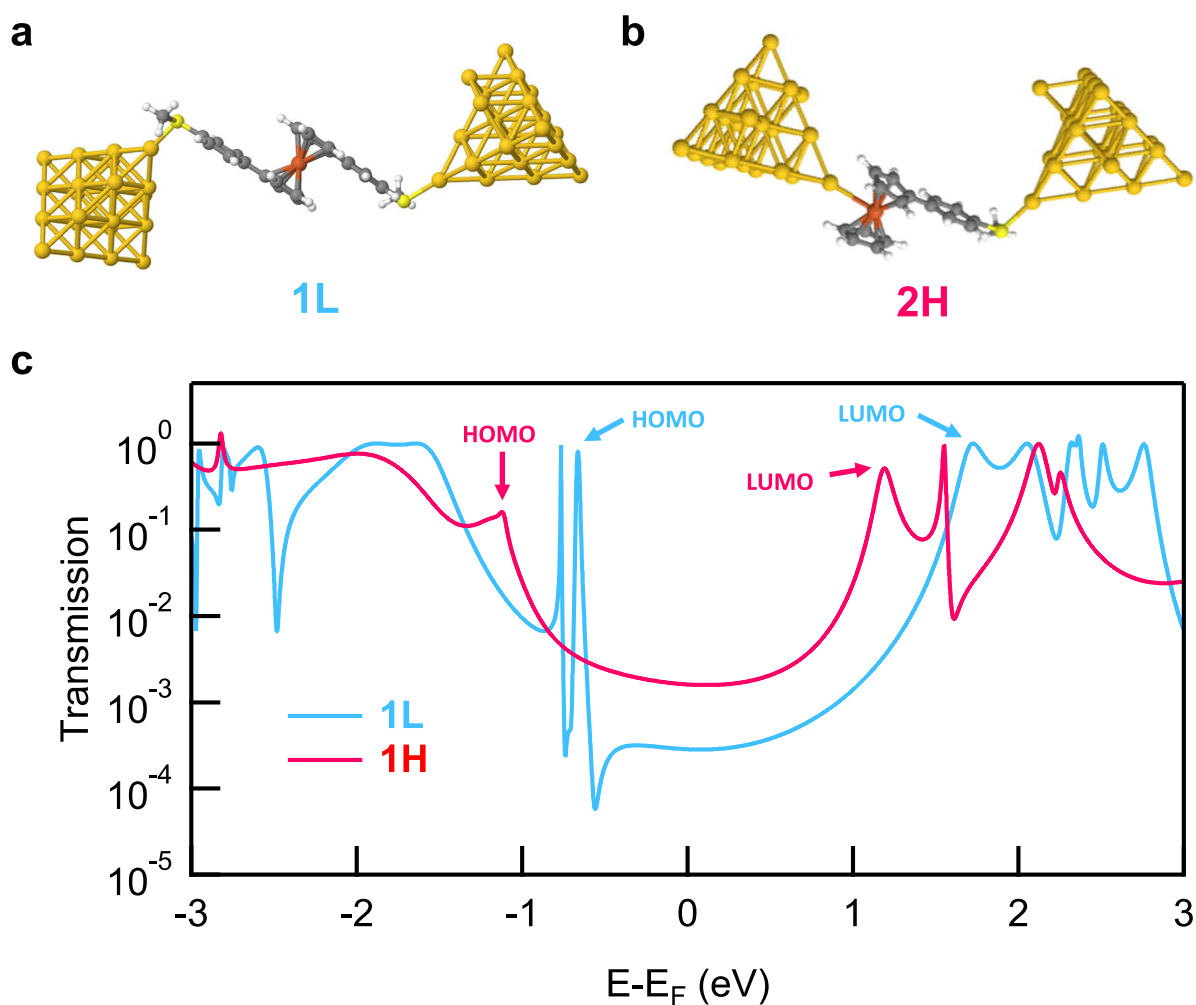 a
b
1L
2H
c
HOMO
HOMO
LUMO
LUMO
Transmission
10^0
10^-1
10^-2
10^-3
10^-4
10^-5
1L
1H
-3
-2
-1
0
1
2
3
E-E_F (eV)